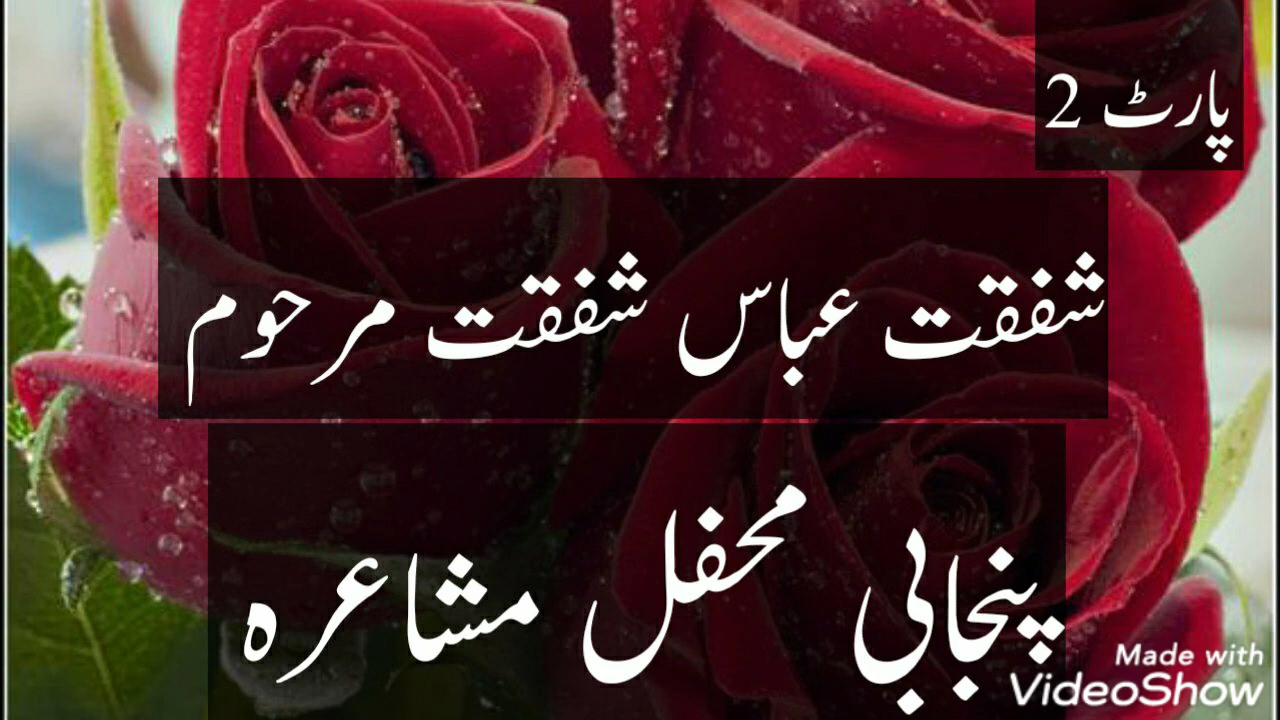 پارٹ 2
شفقت عباس شفقت مرحوم
پنجابی محفل مشاعرہ
Made with
VideoShow